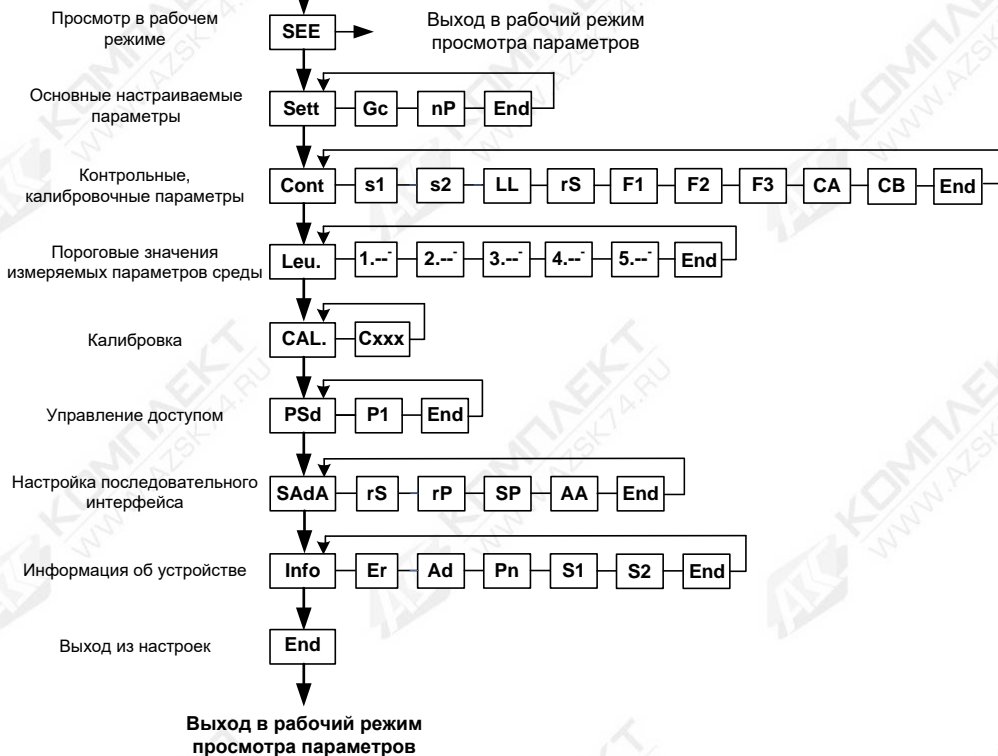 Просмотр в рабочем
режиме
SEE
Выход в рабочий режим
просмотра параметров
Основные настраиваемые
параметры
Sett Gc nP End
Контрольные,
калибровочные параметры
Cont s1 s2 LL rS F1 F2 F3 CA CB End
Пороговые значения
измеряемых параметров среды
Leu. 1.--- 2.--- 3.--- 4.--- 5.--- End
Калибровка
CAL. Cxxx
Управление доступом
PSd P1 End
Настройка последовательного
интерфейса
SAdA rS rP SP AA End
Информация об устройстве
Info Er Ad Pn S1 S2 End
Выход из настроек
End
Выход в рабочий режим
просмотра параметров
КОМПЛЕКТ
WWW.AZSK74.RU